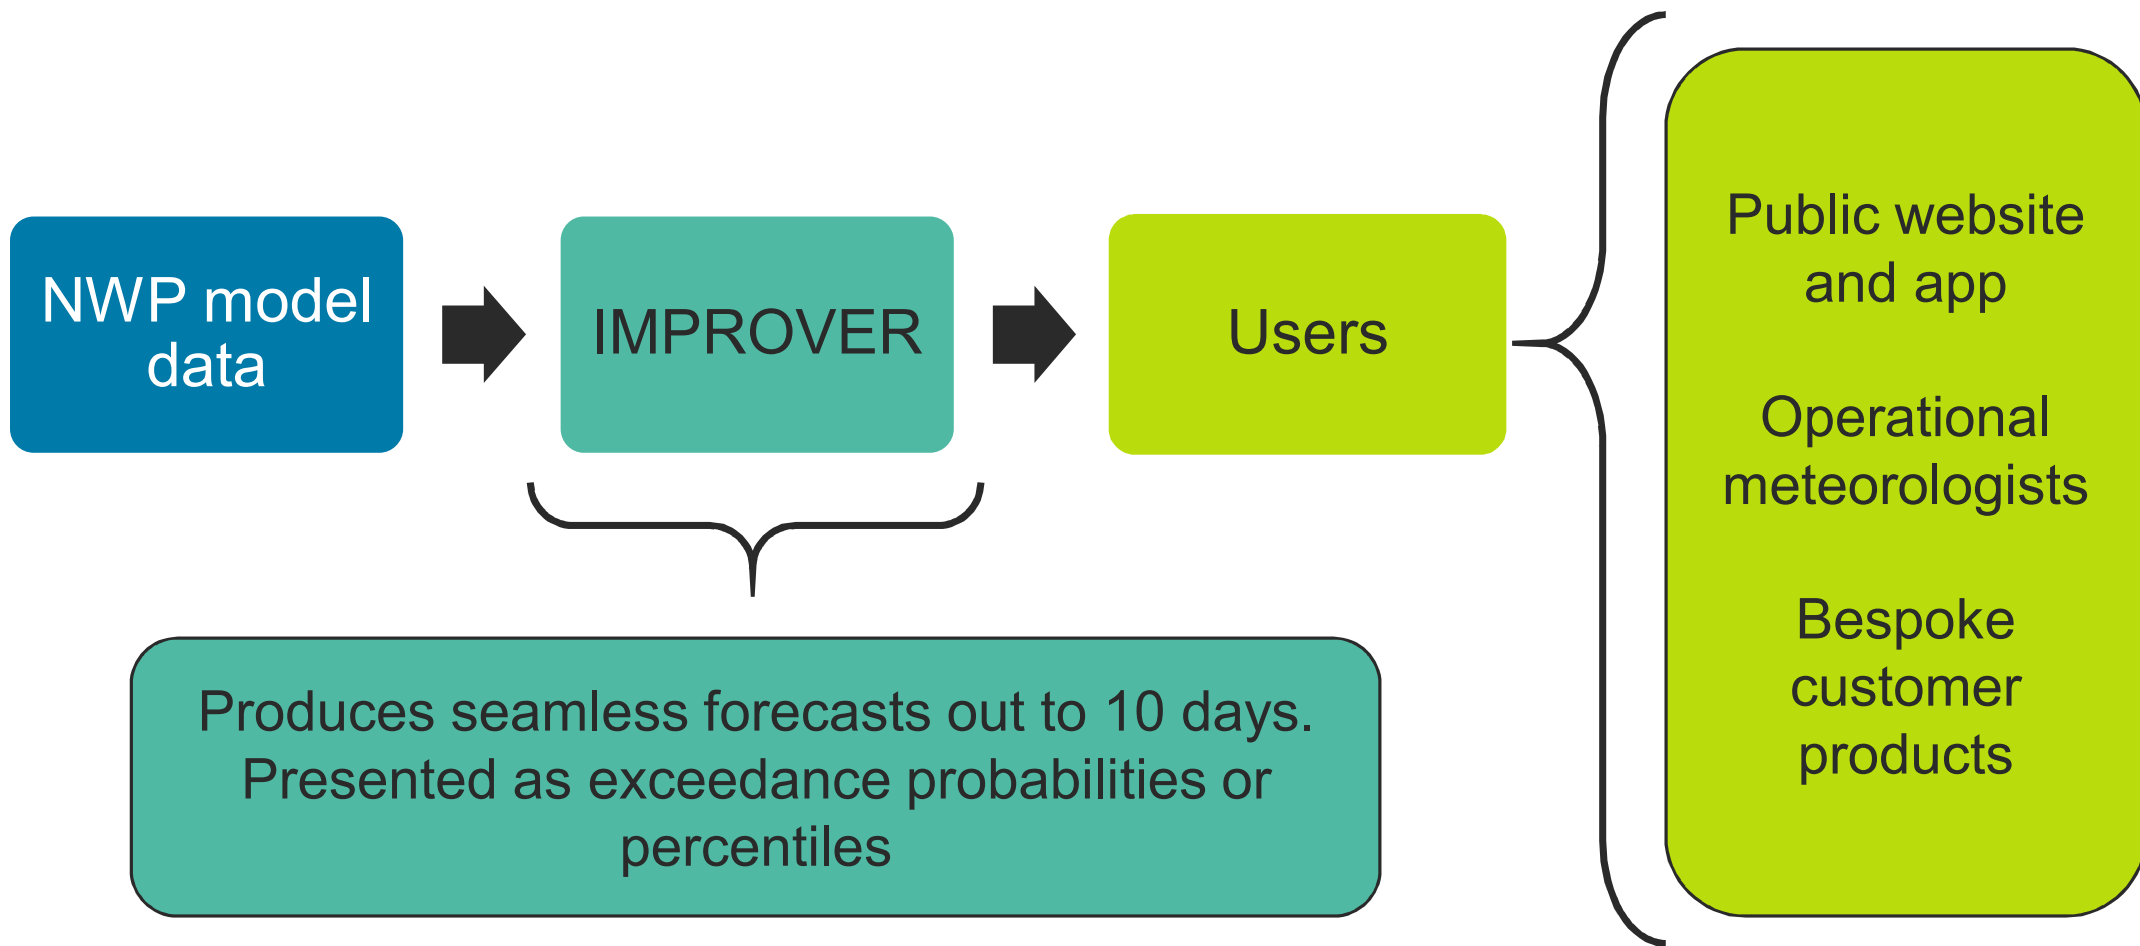 NWP model
data
IMPROVER
Users
Produces seamless forecasts out to 10 days.
Presented as exceedance probabilities or
percentiles
Public website
and app
Operational
meteorologists
Bespoke
customer
products